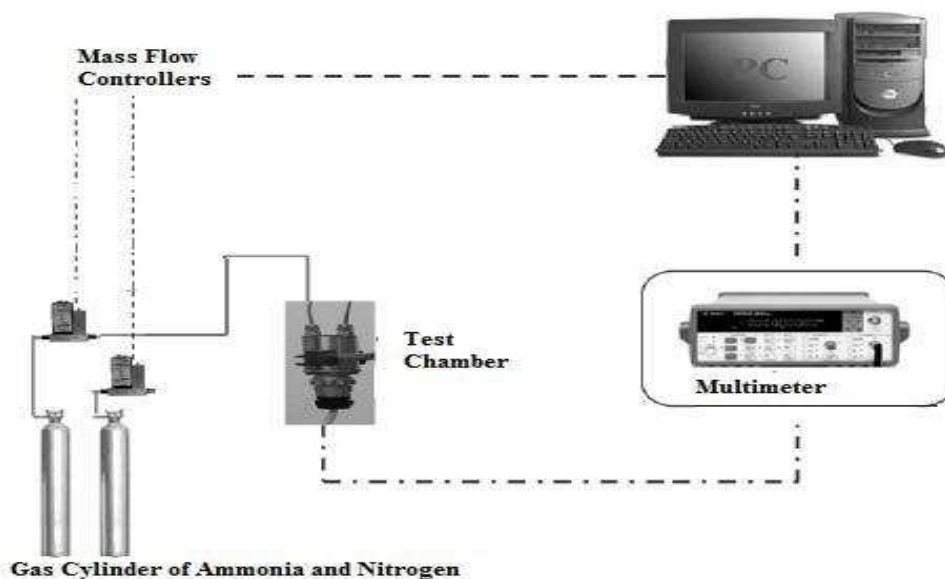 Mass Flow
Controllers
PC
Test
Chamber
Multimeter
Gas Cylinder of Ammonia and Nitrogen